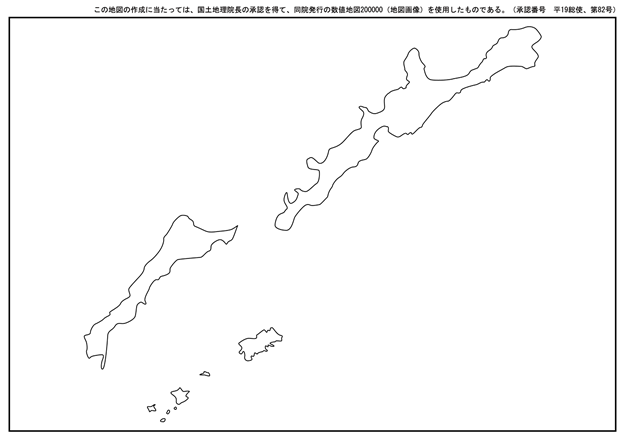 この地図の作成に当たっては、国土地理院長の承認を得て、同院発行の数値地図200000（地図画像）を使用したものである。（承認番号　平19総使、第82号）